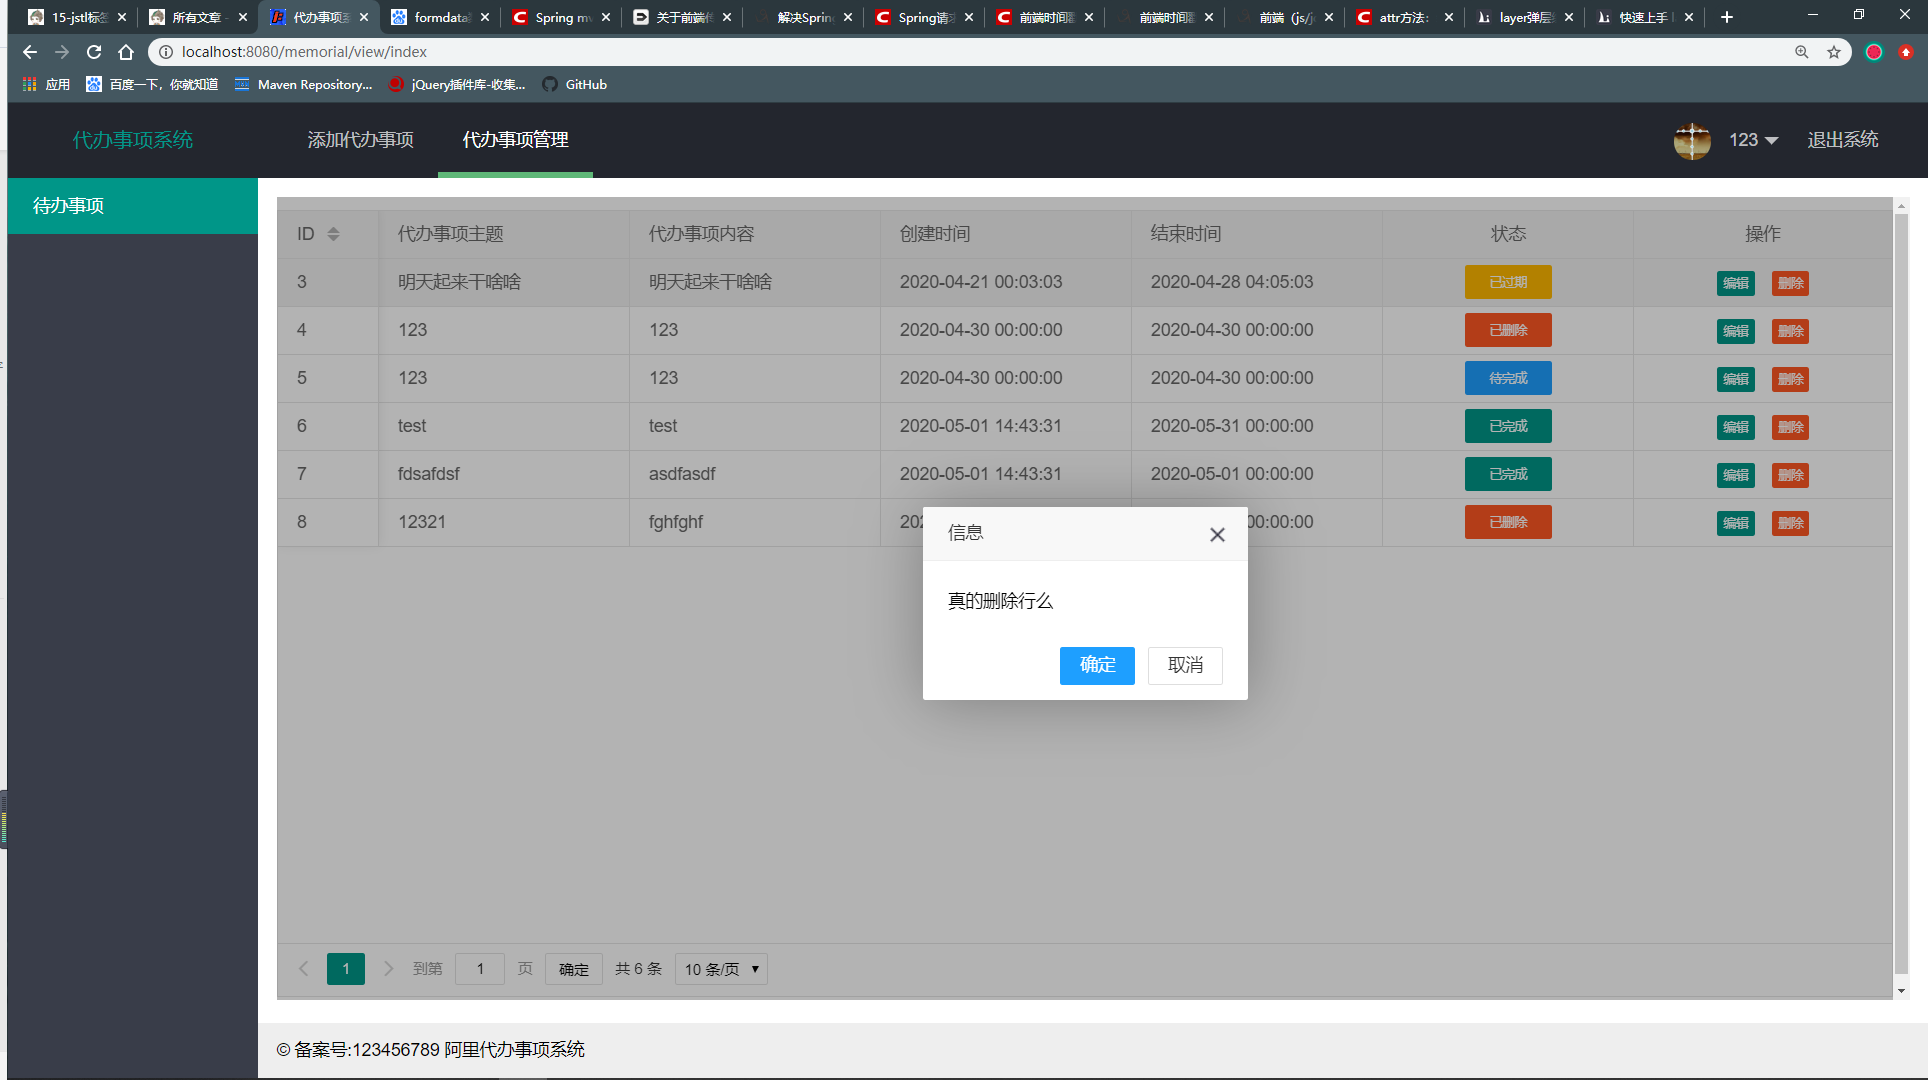 15-jstl标签
所有文章 -
代办事项系
formdata
Spring mv
关于前端传
解决Sprin
Spring请求
前端时间戳
前端时间
前端（js/j
attr方法：
layer弹层
快速上手
localhost:8080/memorial/view/index
应用
百度一下，你就知道
Maven Repository...
jQuery插件库-收集...
GitHub
代办事项系统
添加代办事项
代办事项管理
123
退出系统
待办事项
ID 代办事项主题 代办事项内容 创建时间 结束时间 状态 操作
3 明天起来干啥啥 明天起来干啥啥 2020-04-21 00:03:03 2020-04-28 04:05:03 已过期 编辑 删除
4 123 123 2020-04-30 00:00:00 2020-04-30 00:00:00 已删除 编辑 删除
5 123 123 2020-04-30 00:00:00 2020-04-30 00:00:00 待完成 编辑 删除
6 test test 2020-05-01 14:43:31 2020-05-31 00:00:00 已完成 编辑 删除
7 fdsafdsf asdfasdf 2020-05-01 14:43:31 2020-05-01 00:00:00 已完成 编辑 删除
8 12321 fghfghf 202 00:00:00 已删除 编辑 删除
信息
真的删除行么
确定 取消
1 到第 1 页 确定 共 6 条 10 条/页
© 备案号:123456789 阿里代办事项系统